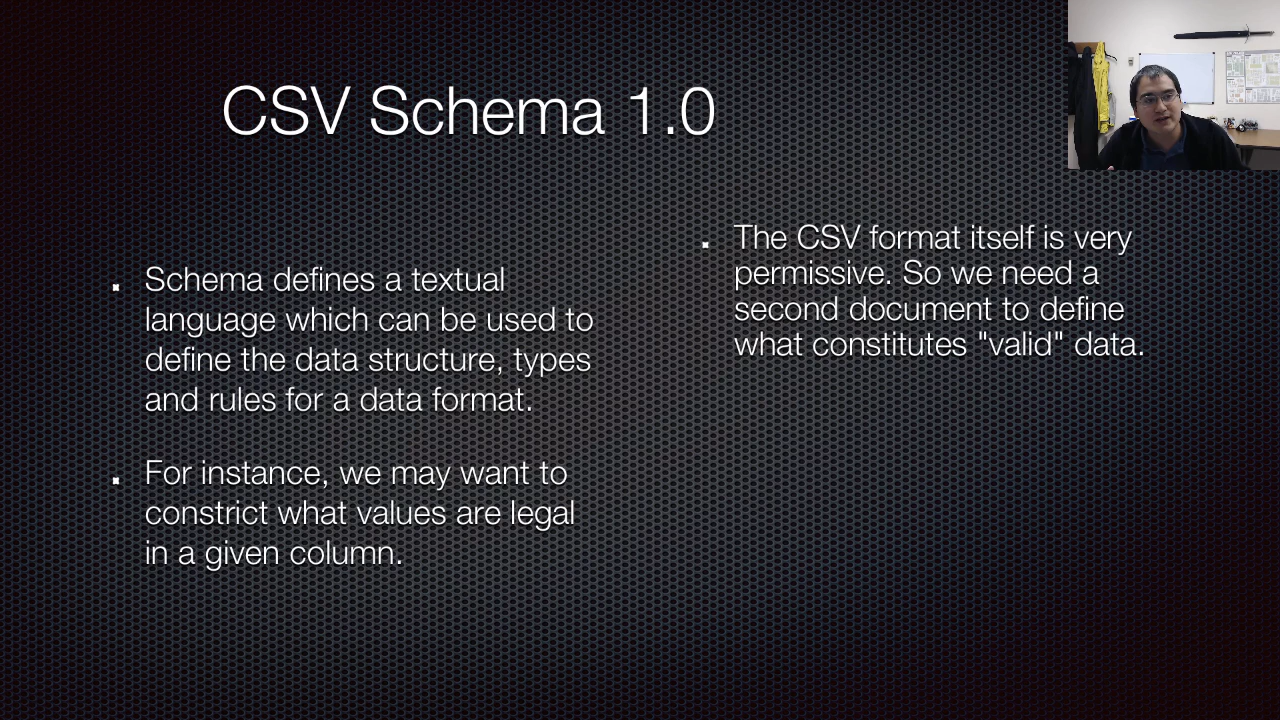 CSV Schema 1.0
Schema defines a textual
language which can be used to
define the data structure, types
and rules for a data format.
For instance, we may want to
constrict what values are legal
in a given column.
The CSV format itself is very
permissive. So we need a
second document to define
what constitutes "valid" data.